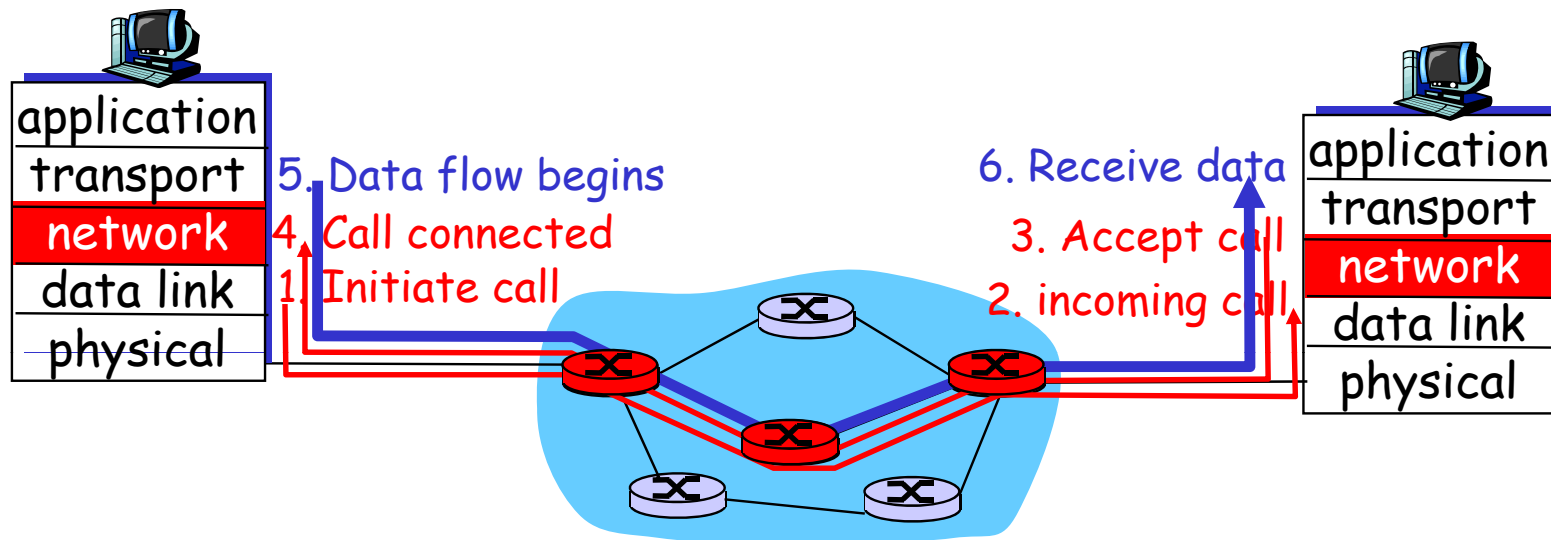 application
transport
network
data link
physical
5. Data flow begins
4. Call connected
1. Initiate call
6. Receive data
3. Accept call
2. incoming call
application
transport
network
data link
physical